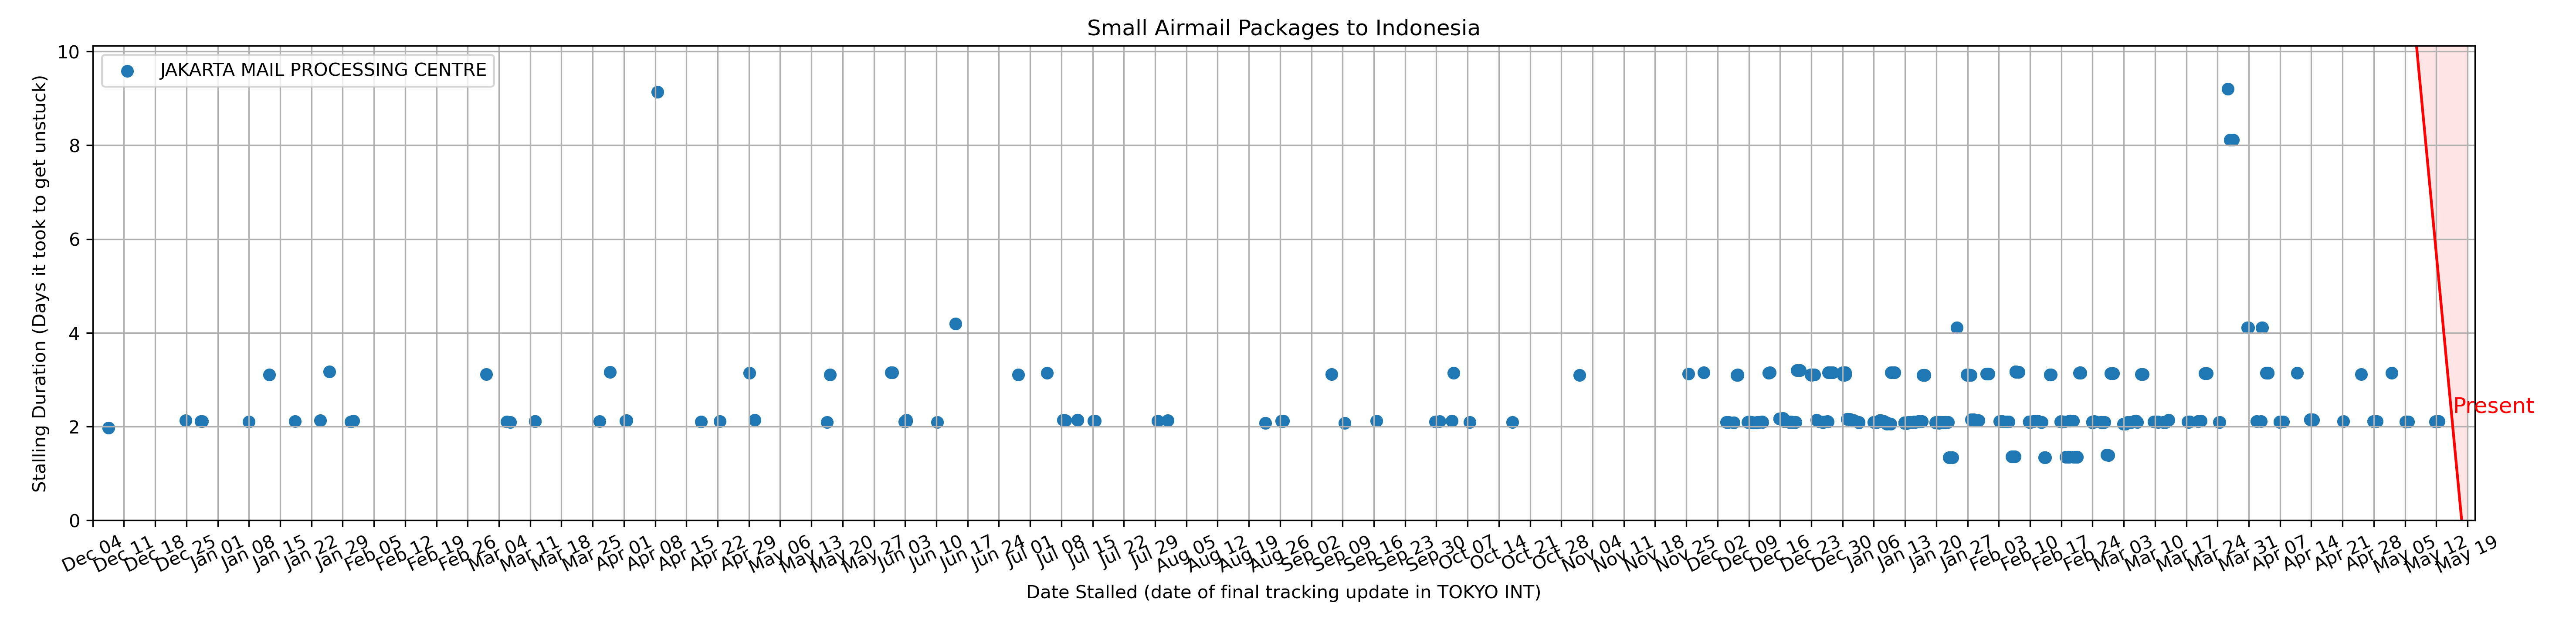 Small Airmail Packages to Indonesia
JAKARTA MAIL PROCESSING CENTRE
Stalling Duration (Days it took to get unstuck)
10
8
6
4
2
0
Present
Dec 04
Dec 11
Dec 18
Dec 25
Jan 01
Jan 08
Jan 15
Jan 22
Jan 29
Feb 05
Feb 12
Feb 19
Feb 26
Mar 04
Mar 11
Mar 18
Mar 25
Apr 01
Apr 08
Apr 15
Apr 22
Apr 29
May 06
May 13
May 20
May 27
Jun 03
Jun 10
Jun 17
Jun 24
Jul 01
Jul 08
Jul 15
Jul 22
Jul 29
Aug 05
Aug 12
Aug 19
Aug 26
Sep 02
Sep 09
Sep 16
Sep 23
Sep 30
Oct 07
Oct 14
Oct 21
Oct 28
Nov 04
Nov 11
Nov 18
Nov 25
Dec 02
Dec 09
Dec 16
Dec 23
Dec 30
Jan 06
Jan 13
Jan 20
Jan 27
Feb 03
Feb 10
Feb 17
Feb 24
Mar 03
Mar 10
Mar 17
Mar 24
Mar 31
Apr 07
Apr 14
Apr 21
Apr 28
May 05
May 12
May 19
Date Stalled (date of final tracking update in TOKYO INT)